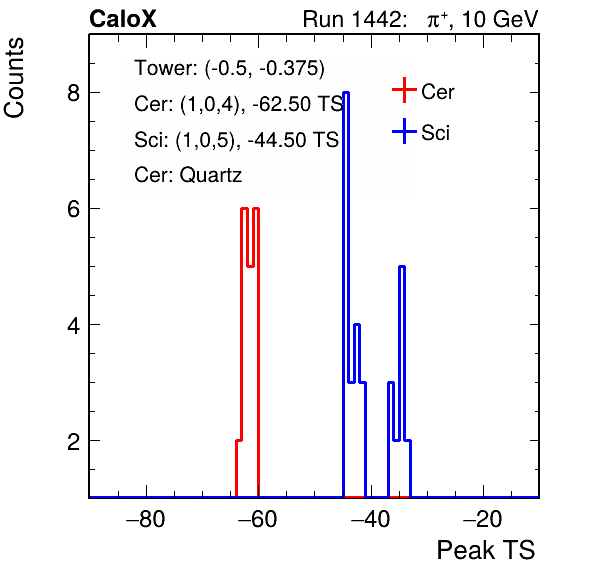 CaloX
Run 1442: π⁺, 10 GeV
Counts
Tower: (-0.5, -0.375)
Cer: (1,0,4), -62.50 TS
Sci: (1,0,5), -44.50 TS
Cer: Quartz
Cer
Sci
8
6
4
2
−80 −60 −40 −20
Peak TS